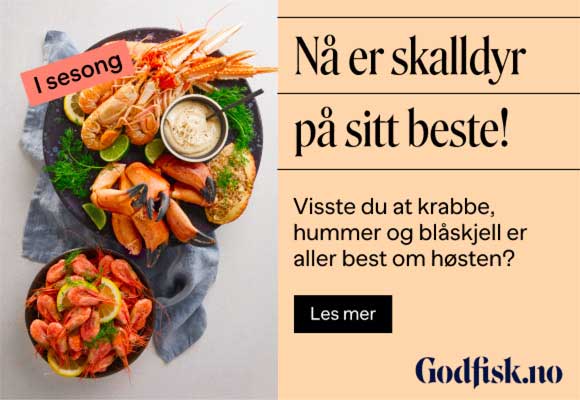 I sesong
Nå er skalldyr
på sitt beste!
Visste du at krabbe,
hummer og blåskjell er
aller best om høsten?
Les mer
Godfisk.no